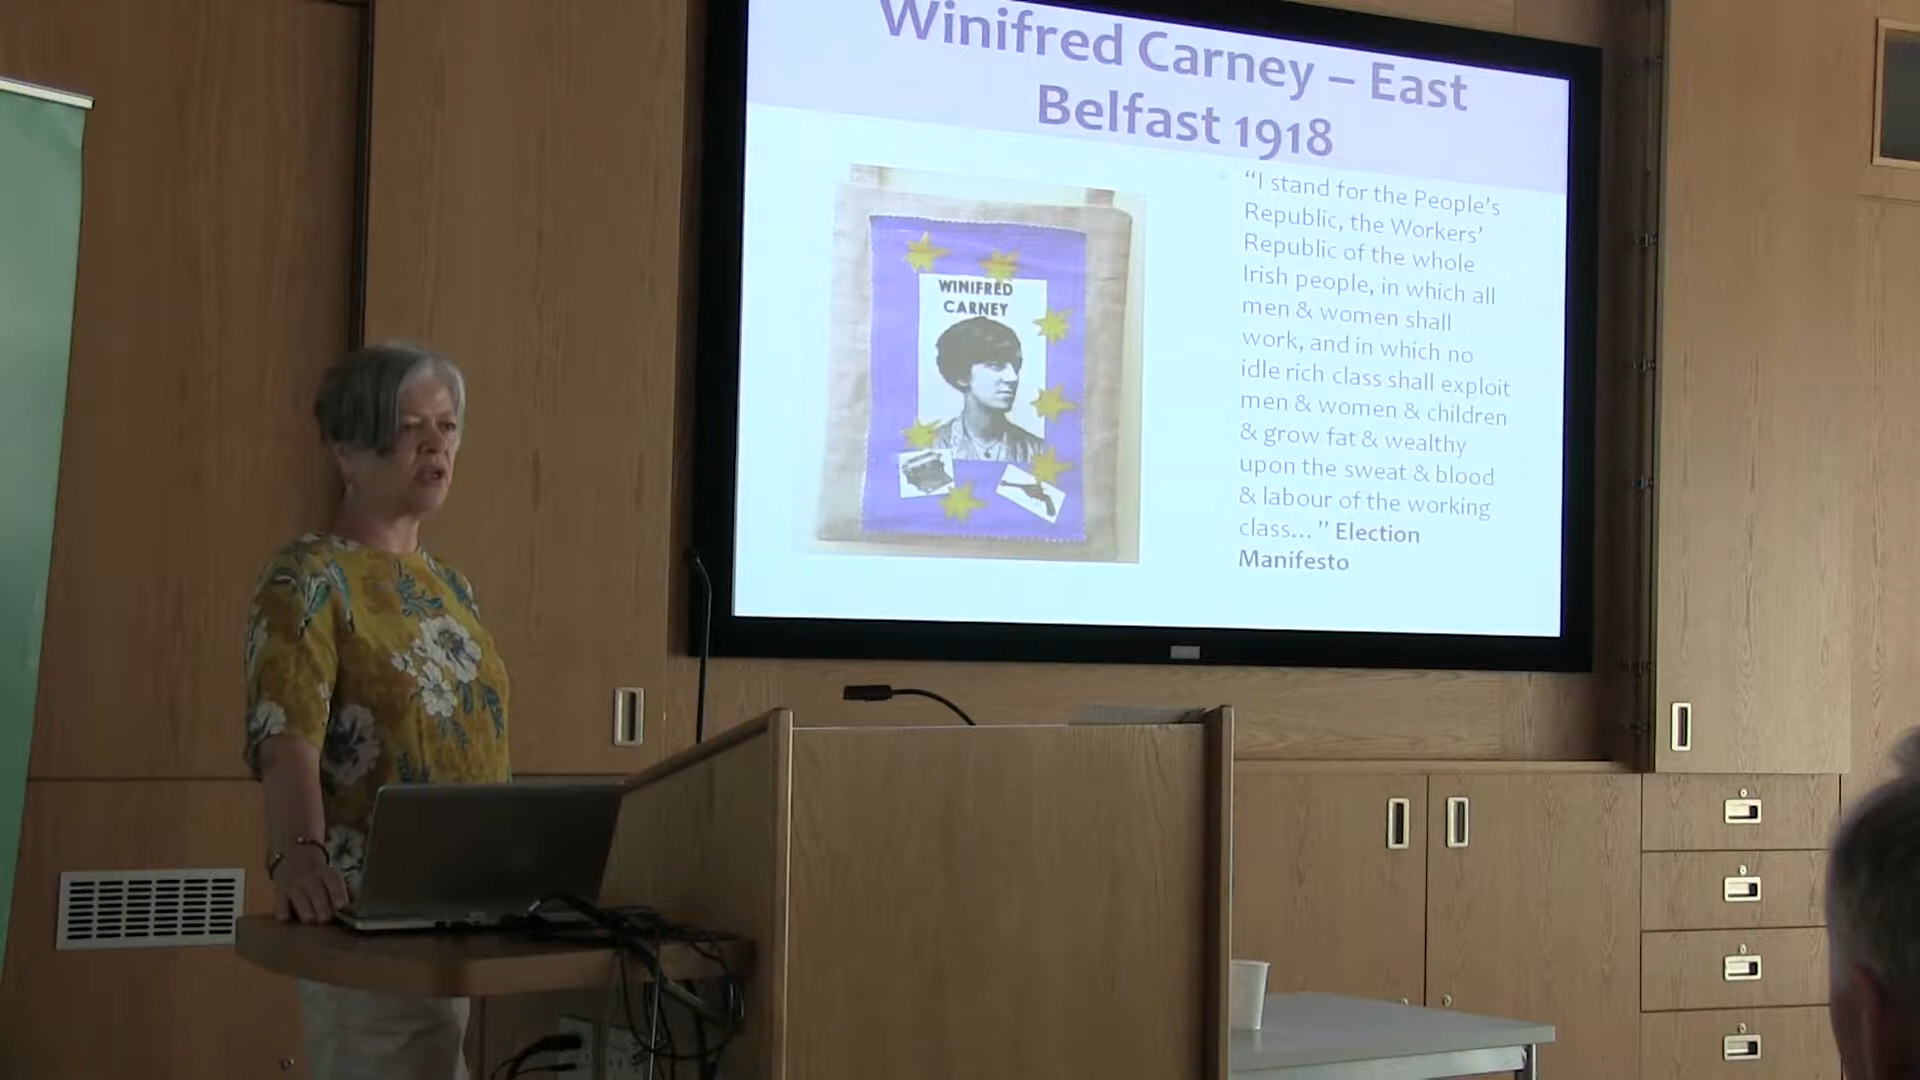 Winifred Carney – East
Belfast 1918
WINIFRED
CARNEY
“I stand for the People’s
Republic, the Workers’
Republic of the whole
Irish people, in which all
men & women shall
work, and in which no
idle rich class shall exploit
men & women & children
& grow fat & wealthy
upon the sweat & blood
& labour of the working
class... ” Election
Manifesto